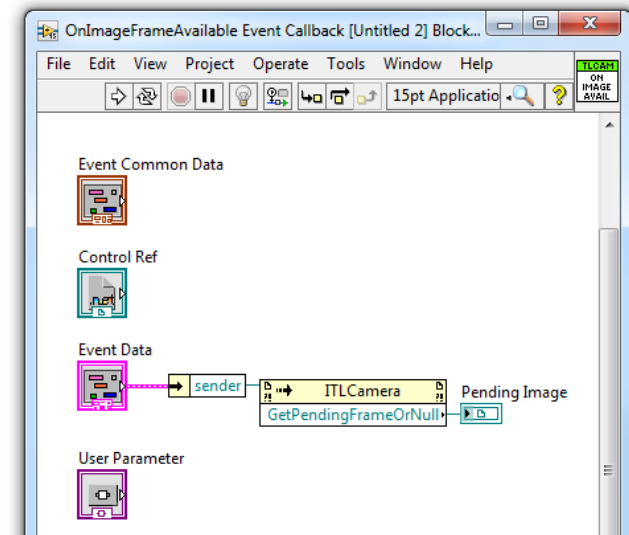 OnImageFrameAvailable Event Callback [Untitled 2] Block...
File Edit View Project Operate Tools Window Help
TLCAM
ON
IMAGE
AVAIL
15pt Applicatio
Event Common Data
Control Ref
.net
Event Data
sender
ITLCamera
GetPendingFrameOrNull
Pending Image
User Parameter